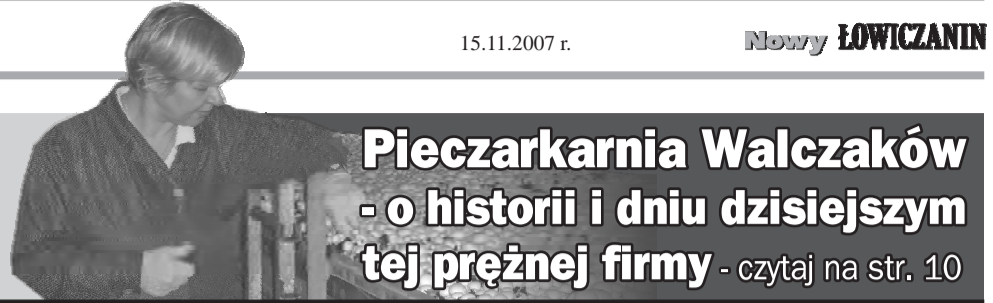 15.11.2007 r.
Nowy ŁOWICZANIN
Pieczarkarnia Walczaków
- o historii i dniu dzisiejszym
tej prężnej firmy - czytaj na str. 10